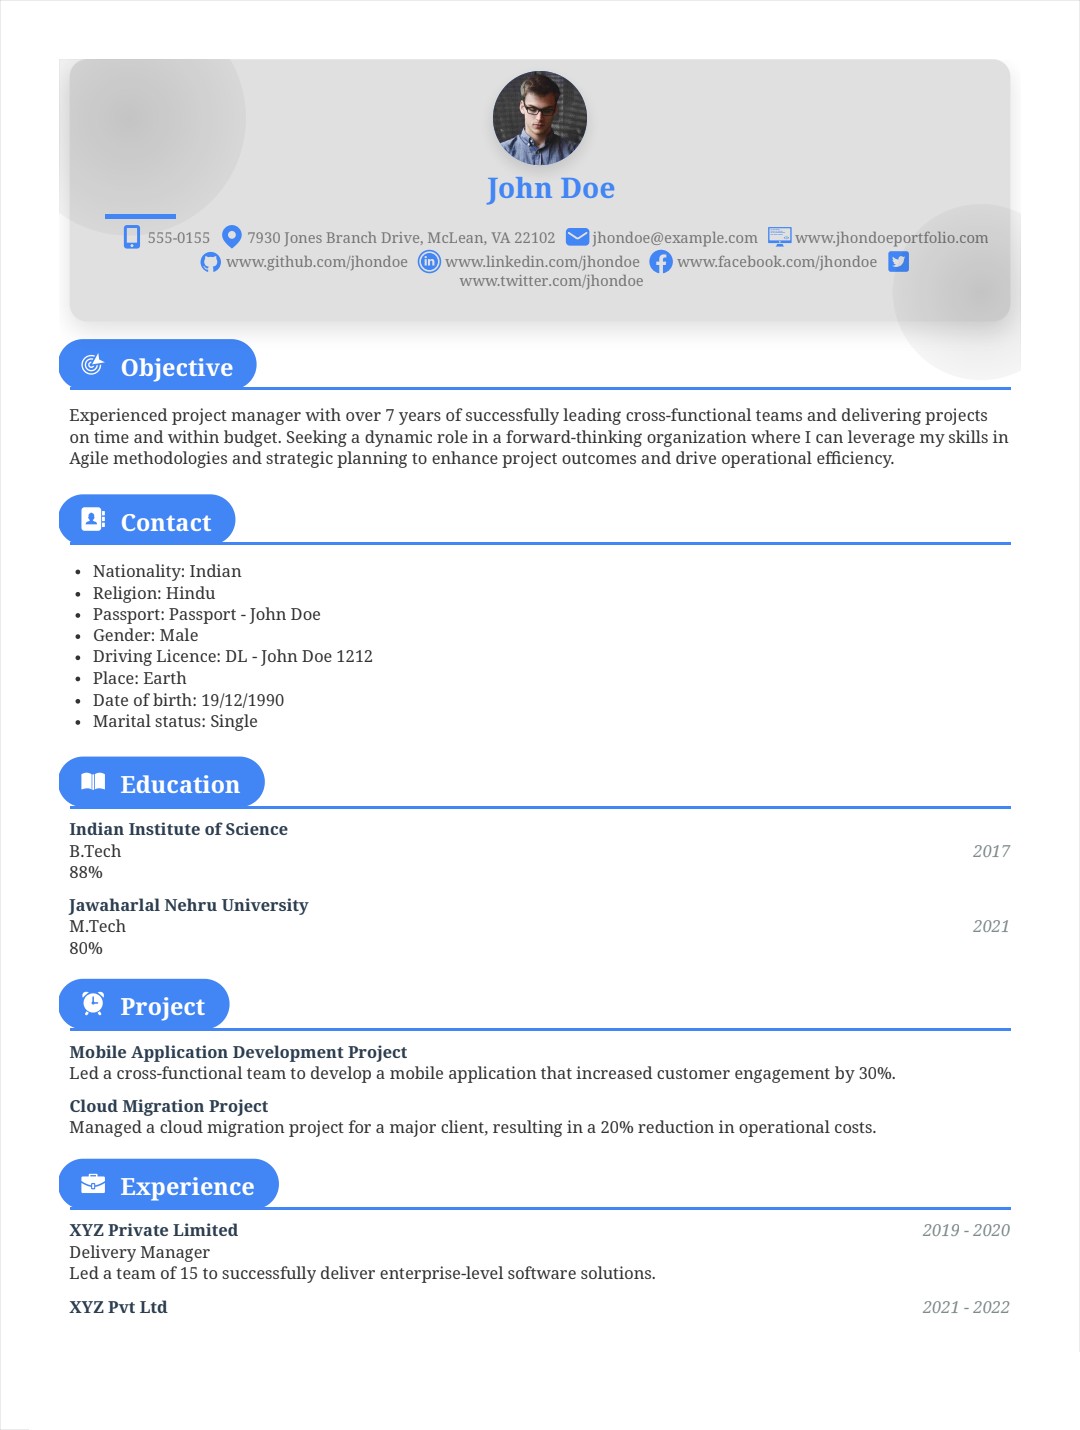 John Doe
555-0155 7930 Jones Branch Drive, McLean, VA 22102 jhondoe@example.com www.jhondoeportfolio.com
www.github.com/jhondoe www.linkedin.com/jhondoe www.facebook.com/jhondoe
www.twitter.com/jhondoe
Objective
Experienced project manager with over 7 years of successfully leading cross-functional teams and delivering projects
on time and within budget. Seeking a dynamic role in a forward-thinking organization where I can leverage my skills in
Agile methodologies and strategic planning to enhance project outcomes and drive operational efficiency.
Contact
• Nationality: Indian
• Religion: Hindu
• Passport: Passport - John Doe
• Gender: Male
• Driving Licence: DL - John Doe 1212
• Place: Earth
• Date of birth: 19/12/1990
• Marital status: Single
Education
Indian Institute of Science
B.Tech 2017
88%
Jawaharlal Nehru University
M.Tech 2021
80%
Project
Mobile Application Development Project
Led a cross-functional team to develop a mobile application that increased customer engagement by 30%.
Cloud Migration Project
Managed a cloud migration project for a major client, resulting in a 20% reduction in operational costs.
Experience
XYZ Private Limited 2019 - 2020
Delivery Manager
Led a team of 15 to successfully deliver enterprise-level software solutions.
XYZ Pvt Ltd 2021 - 2022